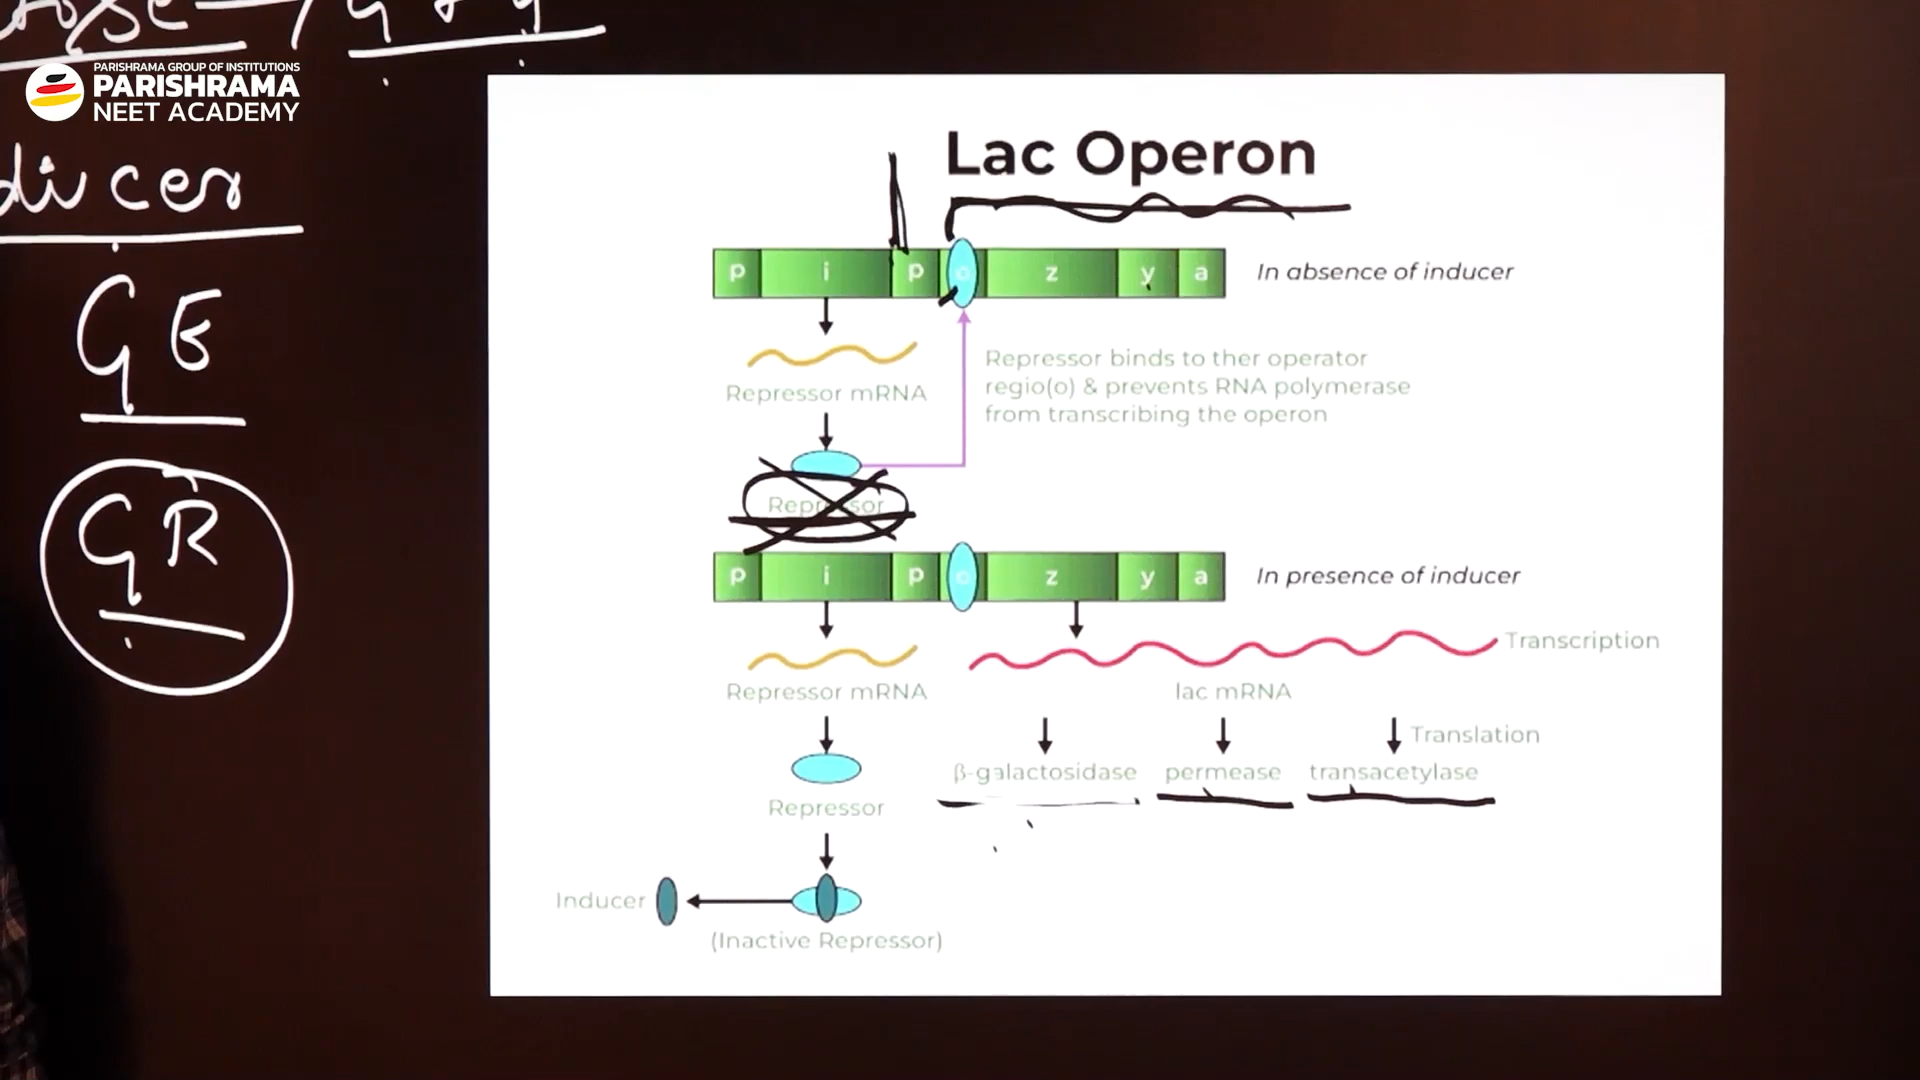 PARISHRAMA GROUP OF INSTITUTIONS
PARISHRAMA
NEET ACADEMY
ducer
GE
GR
Lac Operon
p i p o z y a In absence of inducer
Repressor binds to ther operator
regio(o) & prevents RNA polymerase
from transcribing the operon
Repressor mRNA
Repressor
p i p o z y a In presence of inducer
Transcription
Repressor mRNA lac mRNA
Translation
β-galactosidase permease transacetylase
Repressor
Inducer
(Inactive Repressor)